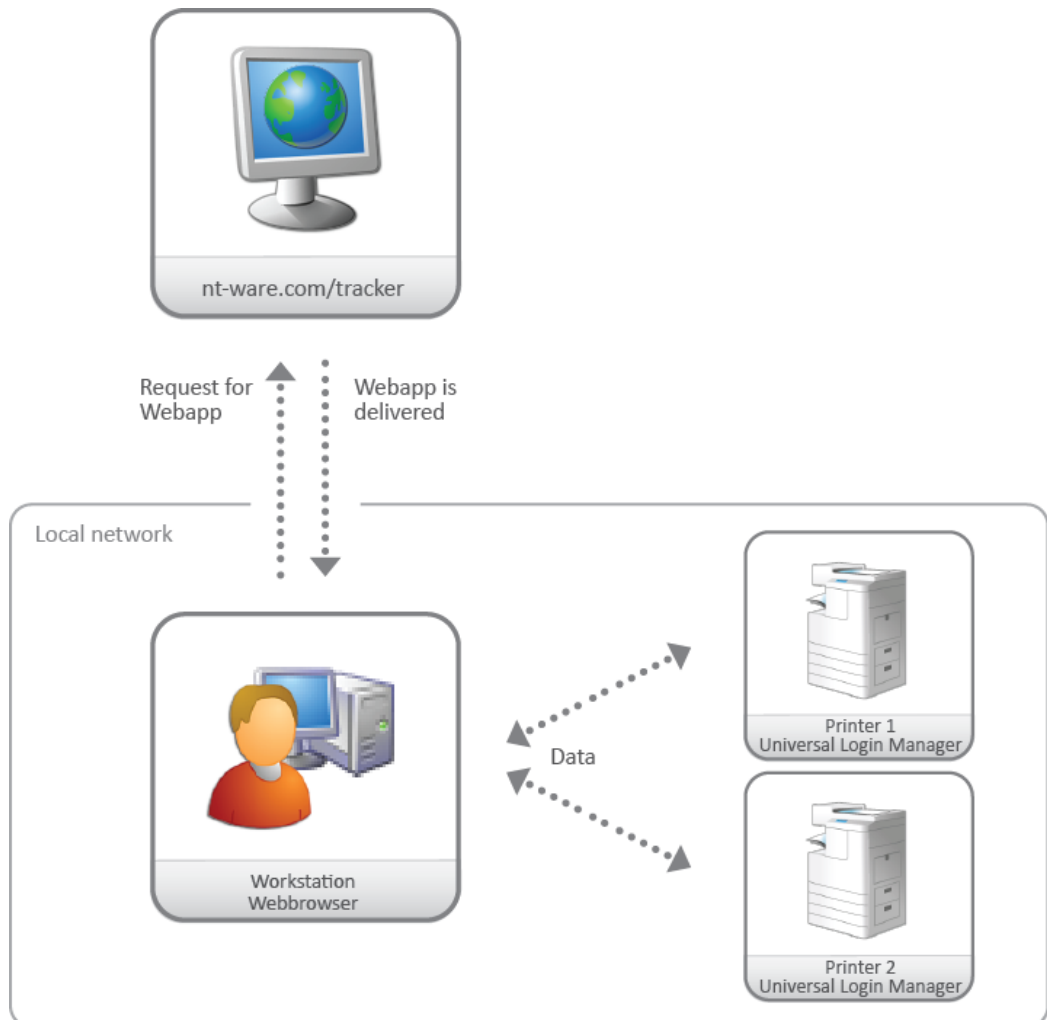 nt-ware.com/tracker
Request for
Webapp
Webapp is
delivered
Local network
Printer 1
Universal Login Manager
Data
Workstation
Webbrowser
Printer 2
Universal Login Manager